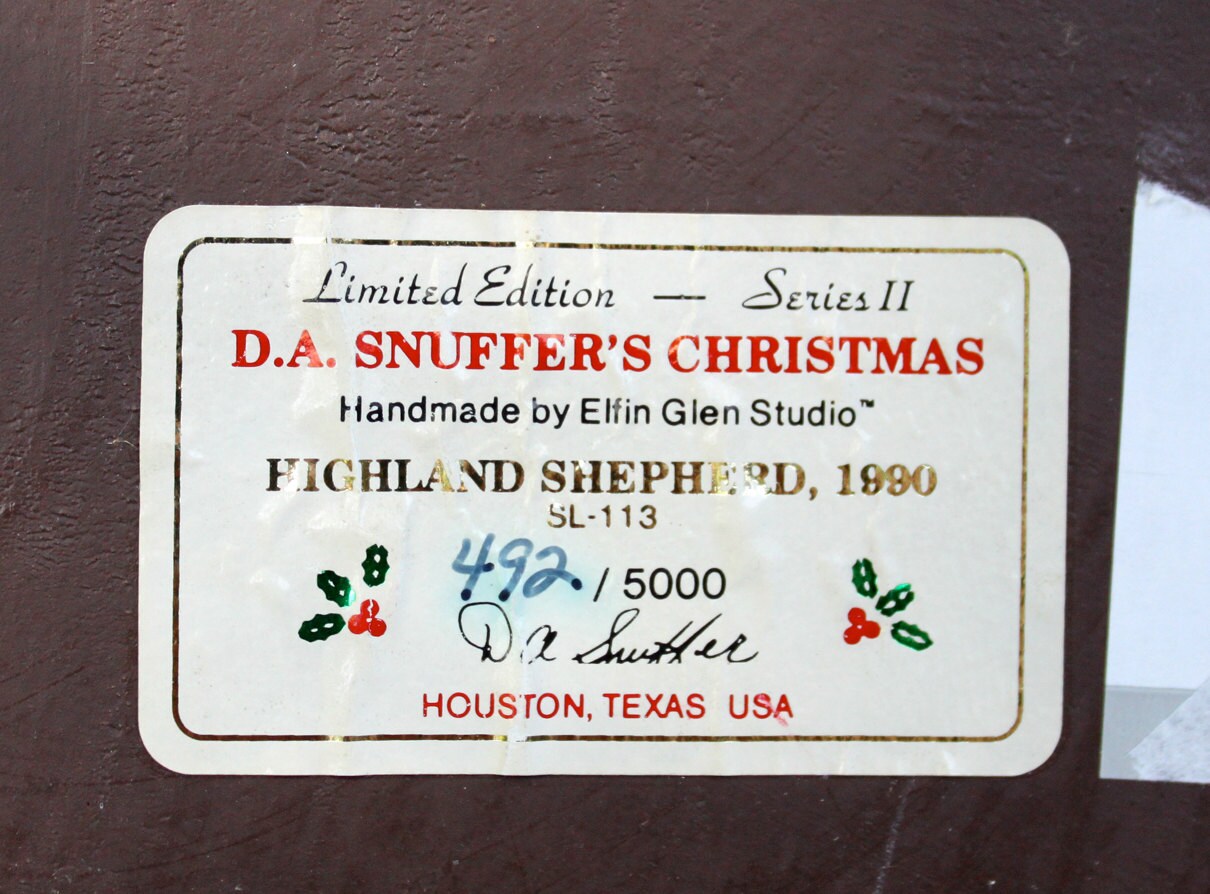 Limited Edition — Series II
D.A. SNUFFER'S CHRISTMAS
Handmade by Elfin Glen Studio™
HIGHLAND SHEPHERD, 1990
SL-113
492 / 5000
D A Snuffer
HOUSTON, TEXAS USA